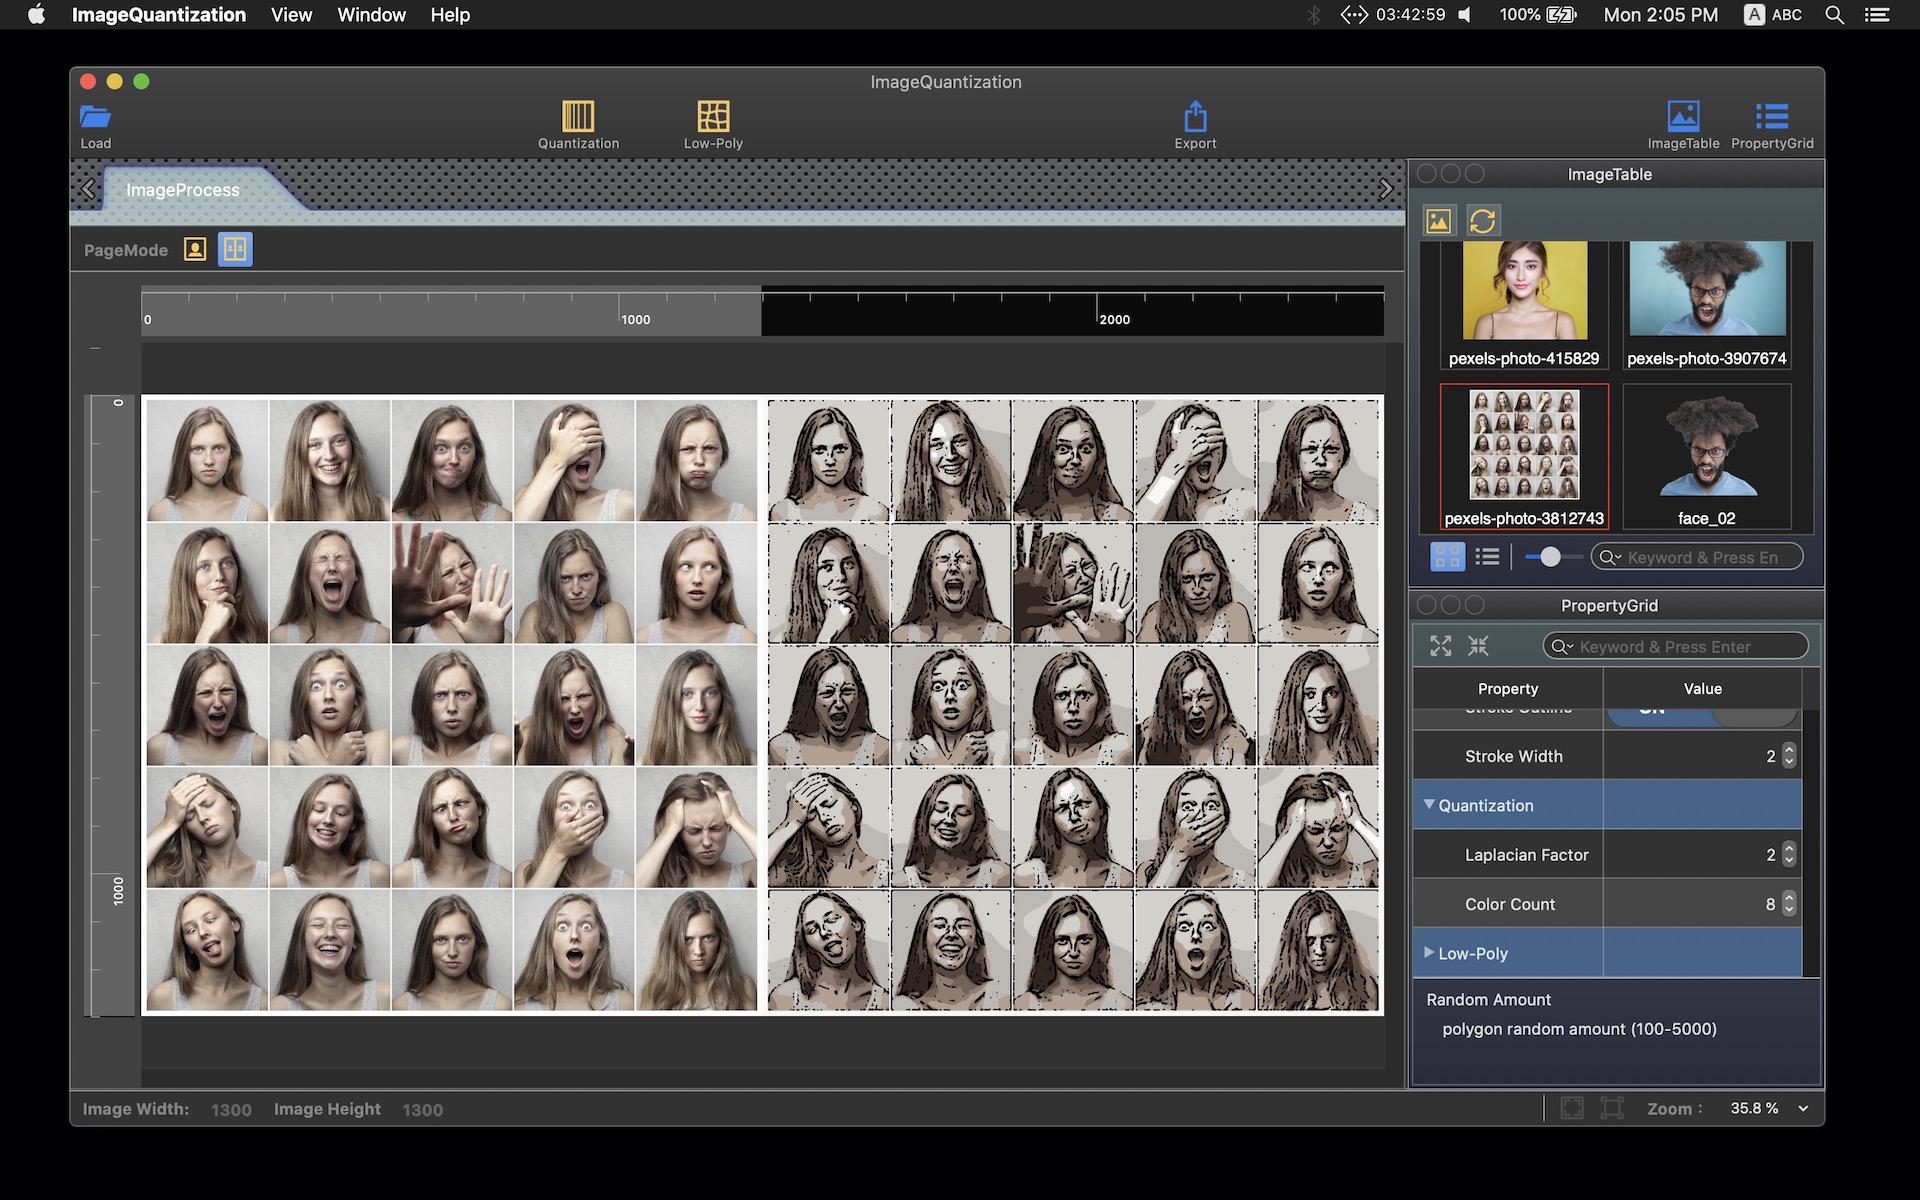 ImageQuantization View Window Help 03:42:59 100% Mon 2:05 PM A ABC
ImageQuantization
Load Quantization Low-Poly Export ImageTable PropertyGrid
ImageProcess
ImageTable
PageMode
0 1000 2000
0
1000
pexels-photo-415829 pexels-photo-3907674
pexels-photo-3812743 face_02
Keyword & Press En
PropertyGrid
Keyword & Press Enter
Property Value
Stroke Outline ON
Stroke Width 2
Quantization
Laplacian Factor 2
Color Count 8
Low-Poly
Random Amount
polygon random amount (100-5000)
Image Width: 1300 Image Height 1300 Zoom : 35.8 %